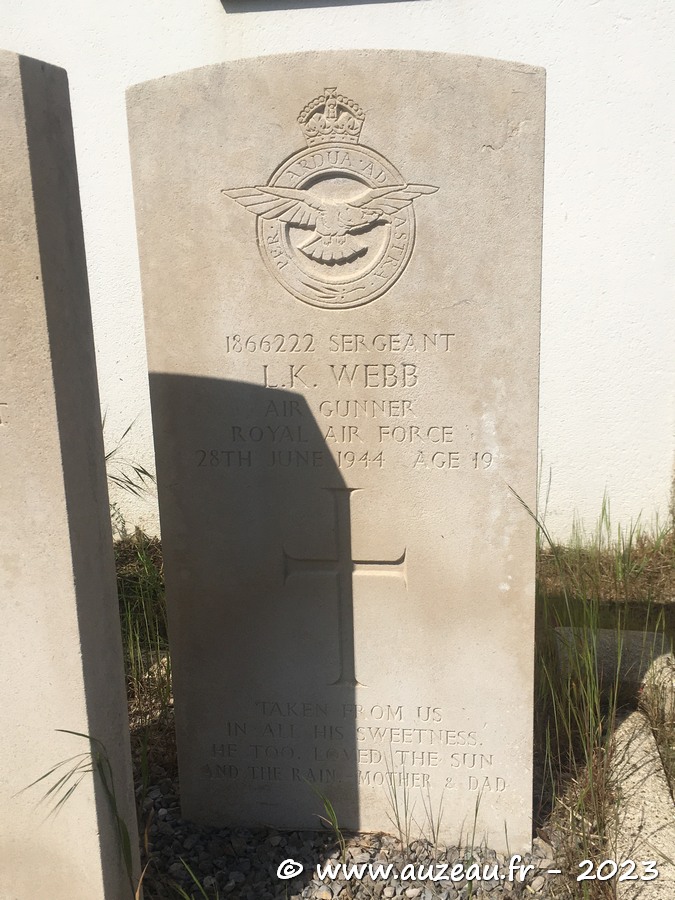 PER · ARDUA · AD ASTRA
1866222 SERGEANT
L.K. WEBB
AIR GUNNER
ROYAL AIR FORCE
28TH JUNE 1944 AGE 19
TAKEN FROM US
IN ALL HIS SWEETNESS.
HE TOO, LOVED THE SUN
AND THE RAIN. MOTHER & DAD
© www.auzeau.fr - 2023